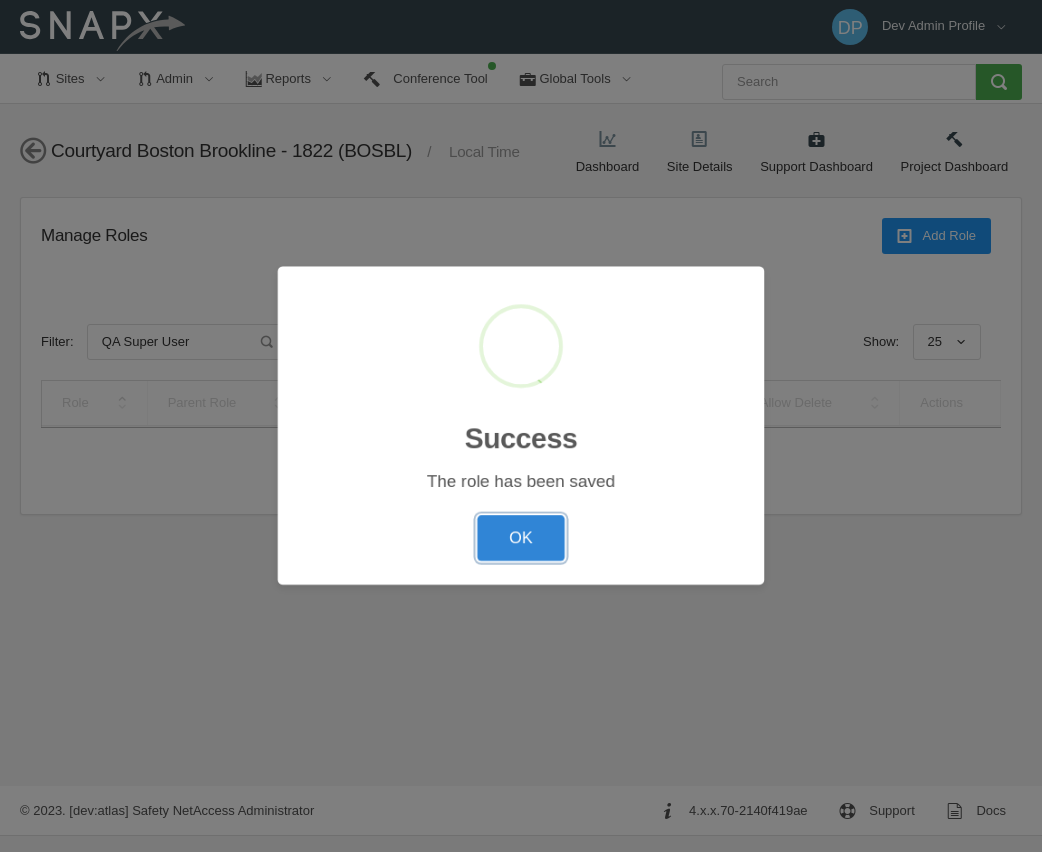 SNAPX
DP Dev Admin Profile
Sites Admin Reports Conference Tool Global Tools Search
Courtyard Boston Brookline - 1822 (BOSBL) / Local Time
Dashboard Site Details Support Dashboard Project Dashboard
Manage Roles
Add Role
Filter: QA Super User Show: 25
Role Parent Role Allow Delete Actions
Success
The role has been saved
OK
© 2023. [dev:atlas] Safety NetAccess Administrator 4.x.x.70-2140f419ae Support Docs